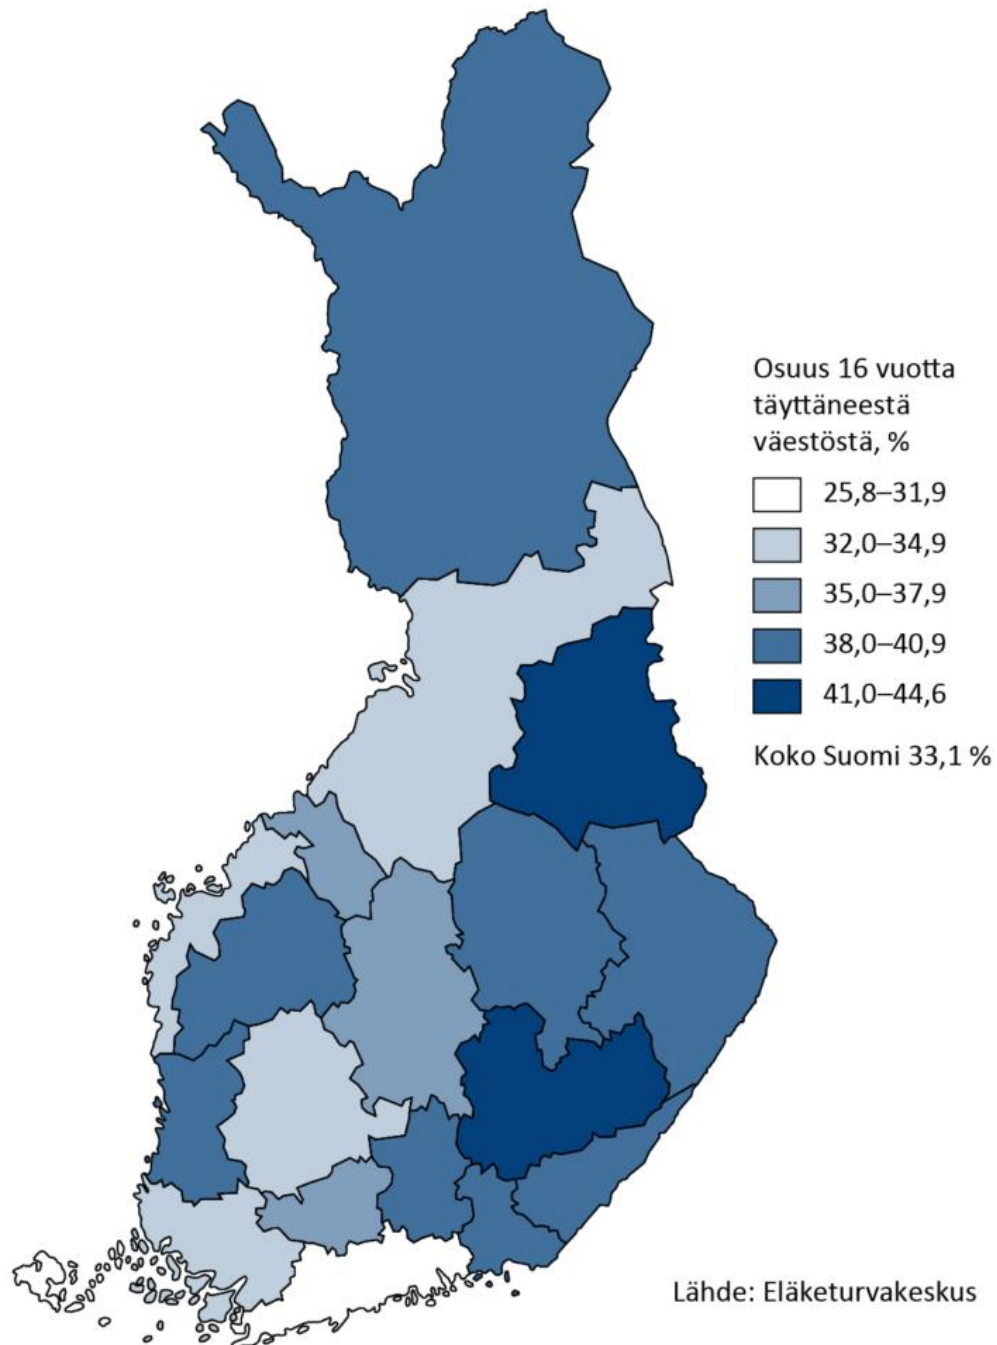 Osuus 16 vuotta
täyttäneestä
väestöstä, %
25,8–31,9
32,0–34,9
35,0–37,9
38,0–40,9
41,0–44,6
Koko Suomi 33,1 %
Lähde: Eläketurvakeskus